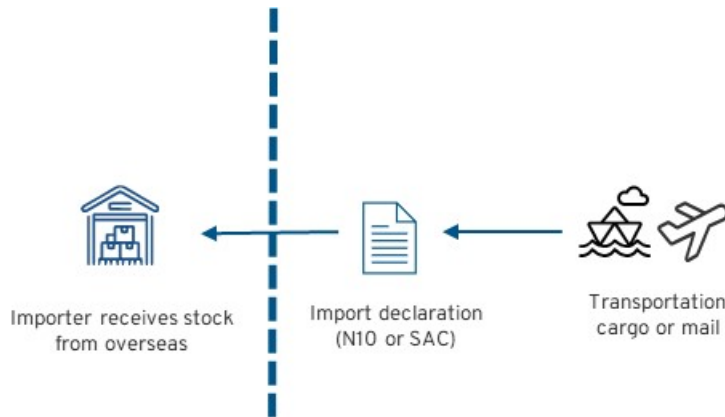 Importer receives stock
from overseas
Import declaration
(N10 or SAC)
Transportation
cargo or mail